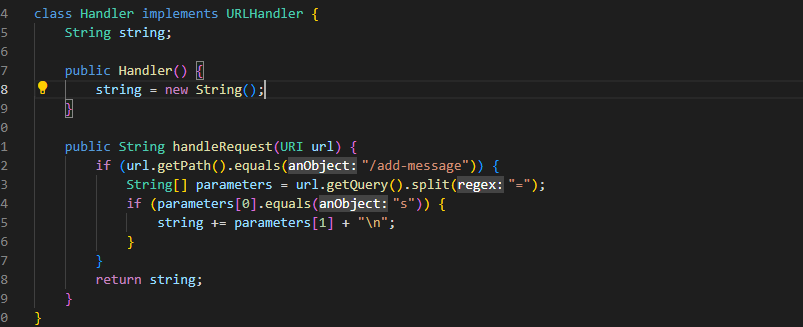 4 class Handler implements URLHandler {
5     String string;
6
7     public Handler() {
8         string = new String();
9     }
0
1     public String handleRequest(URI url) {
2         if (url.getPath().equals(anObject: "/add-message")) {
3             String[] parameters = url.getQuery().split(regex: "=");
4             if (parameters[0].equals(anObject: "s")) {
5                 string += parameters[1] + "\n";
6             }
7         }
8         return string;
9     }
0 }